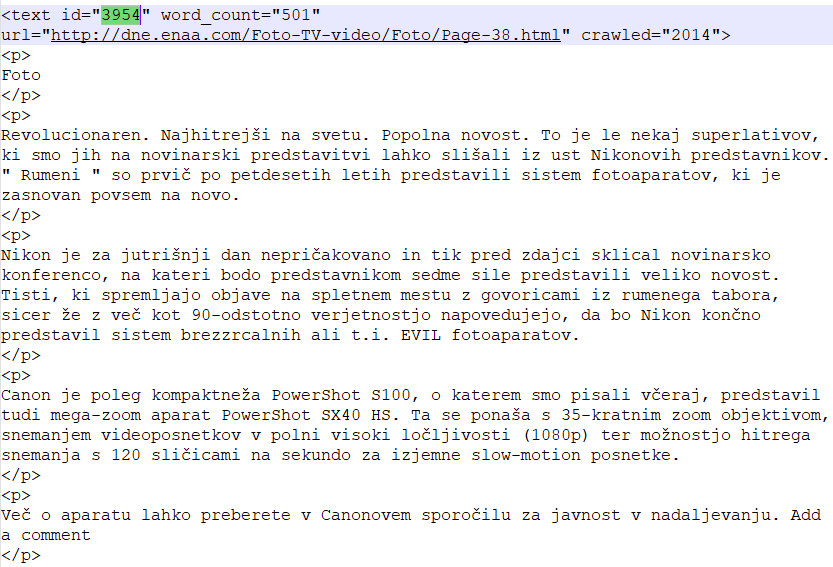 <text id="3954" word_count="501"
url="http://dne.enaa.com/Foto-TV-video/Foto/Page-38.html" crawled="2014">
<p>
Foto
</p>
<p>
Revolucionaren. Najhitrejši na svetu. Popolna novost. To je le nekaj superlativov,
ki smo jih na novinarski predstavitvi lahko slišali iz ust Nikonovih predstavnikov.
" Rumeni " so prvič po petdesetih letih predstavili sistem fotoaparatov, ki je
zasnovan povsem na novo.
</p>
<p>
Nikon je za jutrišnji dan nepričakovano in tik pred zdajci sklical novinarsko
konferenco, na kateri bodo predstavnikom sedme sile predstavili veliko novost.
Tisti, ki spremljajo objave na spletnem mestu z govoricami iz rumenega tabora,
sicer že z več kot 90-odstotno verjetnostjo napovedujejo, da bo Nikon končno
predstavil sistem brezzrcalnih ali t.i. EVIL fotoaparatov.
</p>
<p>
Canon je poleg kompaktneža PowerShot S100, o katerem smo pisali včeraj, predstavil
tudi mega-zoom aparat PowerShot SX40 HS. Ta se ponaša s 35-kratnim zoom objektivom,
snemanjem videoposnetkov v polni visoki ločljivosti (1080p) ter možnostjo hitrega
snemanja s 120 sličicami na sekundo za izjemne slow-motion posnetke.
</p>
<p>
Več o aparatu lahko preberete v Canonovem sporočilu za javnost v nadaljevanju. Add
a comment
</p>